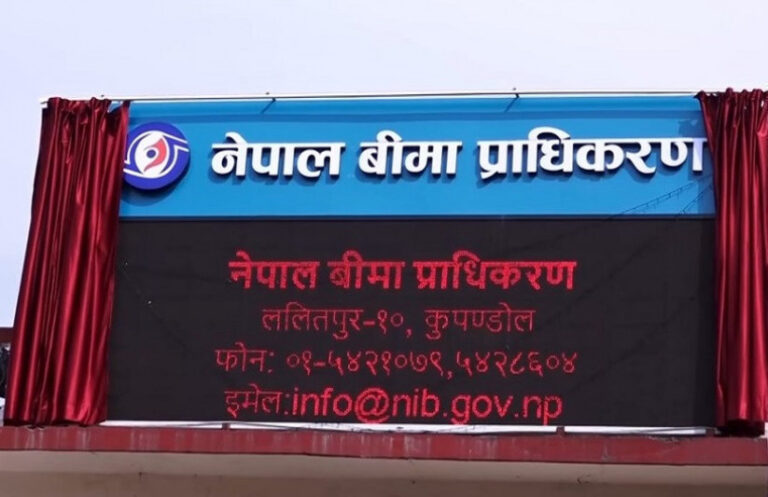 नेपाल बीमा प्राधिकरण
नेपाल बीमा प्राधिकरण
ललितपुर-१०, कुपण्डोल
फोन: ०१-५४२१०७९,५४२८६०४
इमेल:info@nib.gov.np